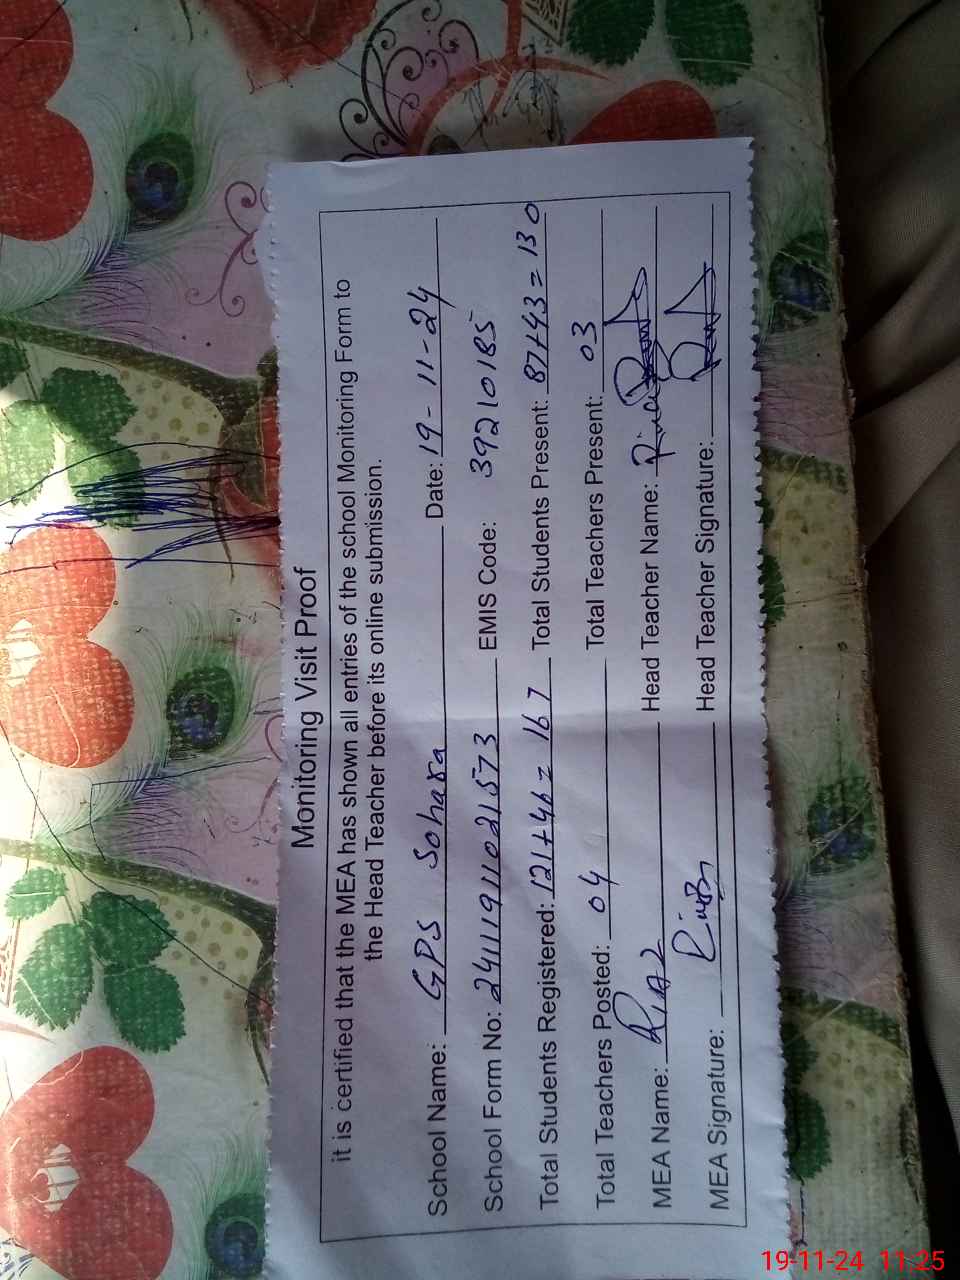 Monitoring Visit Proof
it is certified that the MEA has shown all entries of the school Monitoring Form to
the Head Teacher before its online submission.
School Name: GPS Sohara Date: 19-11-24
School Form No: 24111911021573 EMIS Code: 39210185
Total Students Registered: 121+46= 167 Total Students Present: 87+43= 130
Total Teachers Posted: 04 Total Teachers Present: 03
MEA Name: RIAZ Head Teacher Name:
MEA Signature: Head Teacher Signature:
19-11-24 11:25